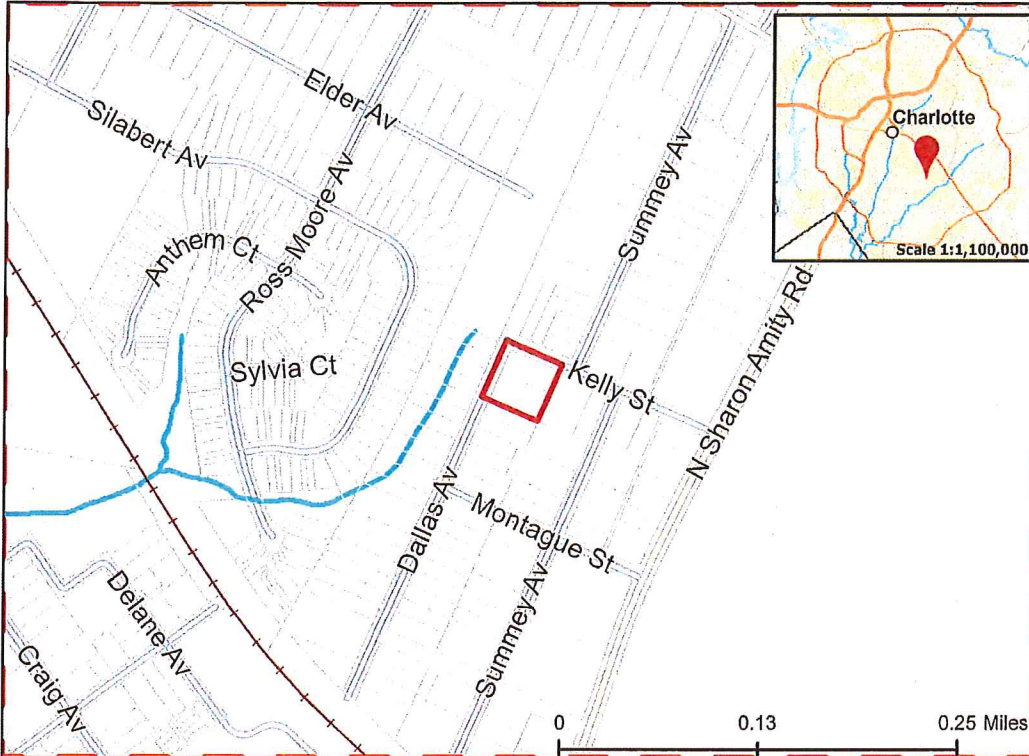 Elder Av
Silabert Av
Charlotte
Summey Av
Ross Moore Av
Anthem Ct
Scale 1:1,100,000
Sylvia Ct
Kelly St
N Sharon Amity Rd
Dallas Av
Montague St
Delane Av
Summey Av
Craig Av
0 0.13 0.25 Miles